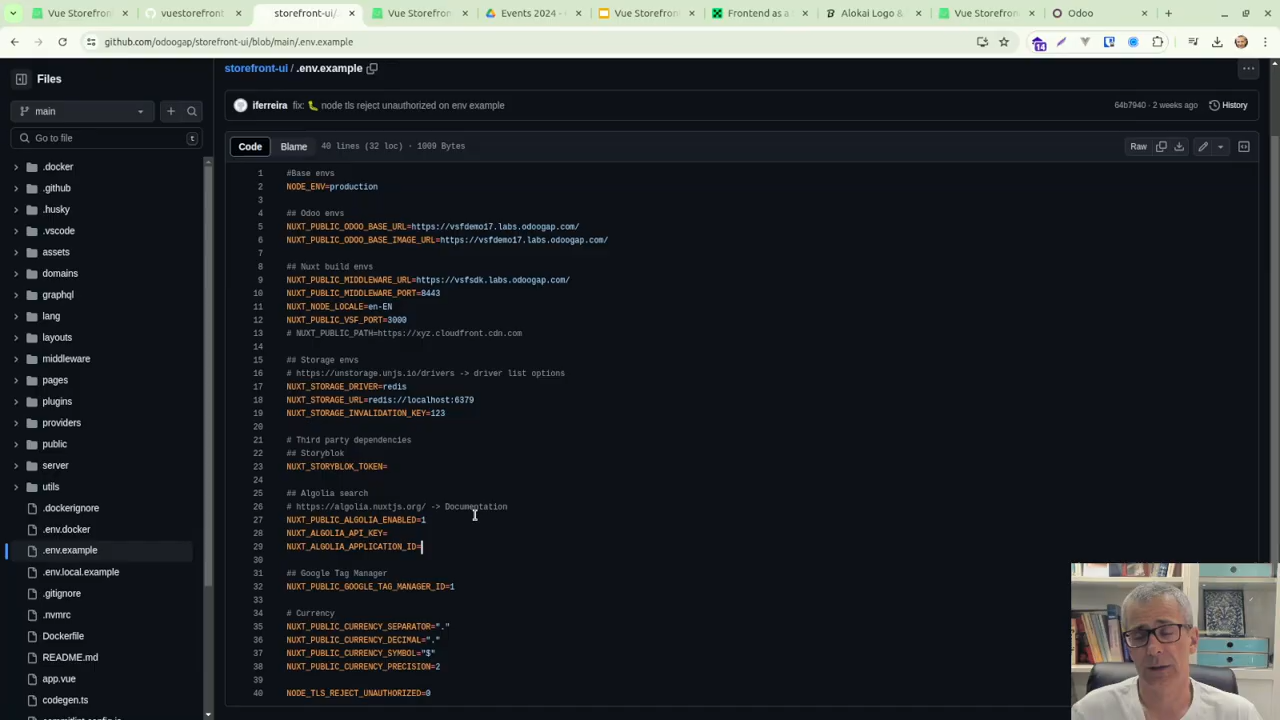 Vue Storefront
vuestorefront
storefront-ui/
Vue Storefront
Events 2024 -
Vue Storefront
Frontend as a
Alokai Logo &
Vue Storefront
Odoo
github.com/odoogap/storefront-ui/blob/main/.env.example
14
Files
storefront-ui / .env.example
main
iferreira fix: 🐛 node tls reject unauthorized on env example
64b7940 · 2 weeks ago
History
Go to file
t
Code
Blame
40 lines (32 loc) · 1009 Bytes
Raw
.docker
.github
.husky
.vscode
assets
domains
graphql
lang
layouts
middleware
pages
plugins
providers
public
server
utils
.dockerignore
.env.docker
.env.example
.env.local.example
.gitignore
.nvmrc
Dockerfile
README.md
app.vue
codegen.ts
commitlint.config.js
1 #Base envs
2 NODE_ENV=production
3
4 ## Odoo envs
5 NUXT_PUBLIC_ODOO_BASE_URL=https://vsfdemo17.labs.odoogap.com/
6 NUXT_PUBLIC_ODOO_BASE_IMAGE_URL=https://vsfdemo17.labs.odoogap.com/
7
8 ## Nuxt build envs
9 NUXT_PUBLIC_MIDDLEWARE_URL=https://vsfsdk.labs.odoogap.com/
10 NUXT_PUBLIC_MIDDLEWARE_PORT=8443
11 NUXT_NODE_LOCALE=en-EN
12 NUXT_PUBLIC_VSF_PORT=3000
13 # NUXT_PUBLIC_PATH=https://xyz.cloudfront.cdn.com
14
15 ## Storage envs
16 # https://unstorage.unjs.io/drivers -> driver list options
17 NUXT_STORAGE_DRIVER=redis
18 NUXT_STORAGE_URL=redis://localhost:6379
19 NUXT_STORAGE_INVALIDATION_KEY=123
20
21 # Third party dependencies
22 ## Storyblok
23 NUXT_STORYBLOK_TOKEN=
24
25 ## Algolia search
26 # https://algolia.nuxtjs.org/ -> Documentation
27 NUXT_PUBLIC_ALGOLIA_ENABLED=1
28 NUXT_ALGOLIA_API_KEY=
29 NUXT_ALGOLIA_APPLICATION_ID=
30
31 ## Google Tag Manager
32 NUXT_PUBLIC_GOOGLE_TAG_MANAGER_ID=1
33
34 # Currency
35 NUXT_PUBLIC_CURRENCY_SEPARATOR="."
36 NUXT_PUBLIC_CURRENCY_DECIMAL="."
37 NUXT_PUBLIC_CURRENCY_SYMBOL="$"
38 NUXT_PUBLIC_CURRENCY_PRECISION=2
39
40 NODE_TLS_REJECT_UNAUTHORIZED=0